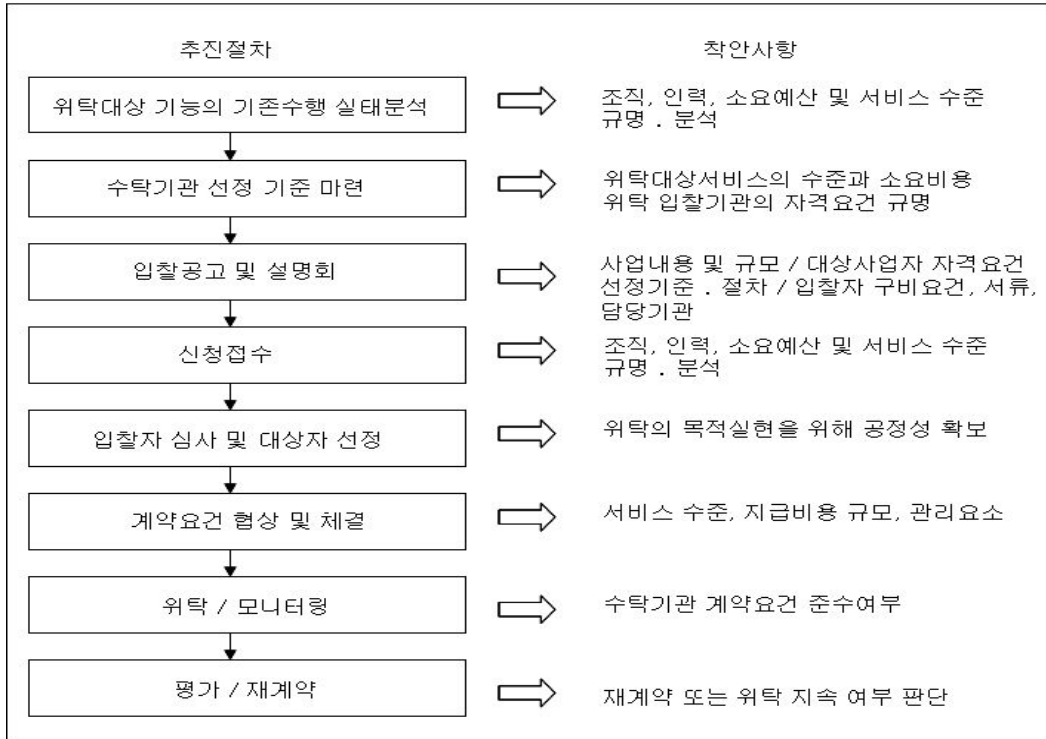 추진절차
착안사항
위탁대상 기능의 기존수행 실태분석
조직, 인력, 소요예산 및 서비스 수준
규명 . 분석
수탁기관 선정 기준 마련
위탁대상서비스의 수준과 소요비용
위탁 입찰기관의 자격요건 규명
입찰공고 및 설명회
사업내용 및 규모 / 대상사업자 자격요건
선정기준 . 절차 / 입찰자 구비요건, 서류,
담당기관
신청접수
조직, 인력, 소요예산 및 서비스 수준
규명 . 분석
입찰자 심사 및 대상자 선정
위탁의 목적실현을 위해 공정성 확보
계약요건 협상 및 체결
서비스 수준, 지급비용 규모, 관리요소
위탁 / 모니터링
수탁기관 계약요건 준수여부
평가 / 재계약
재계약 또는 위탁 지속 여부 판단